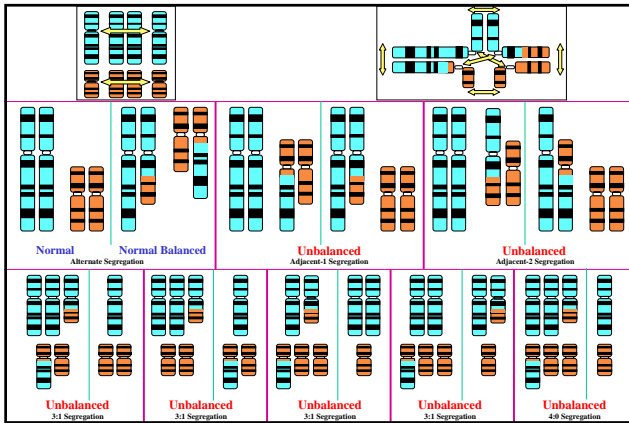 Normal
Normal Balanced
Alternate Segregation
Unbalanced
Adjacent-1 Segregation
Unbalanced
Adjacent-2 Segregation
Unbalanced
3:1 Segregation
Unbalanced
3:1 Segregation
Unbalanced
3:1 Segregation
Unbalanced
3:1 Segregation
Unbalanced
4:0 Segregation